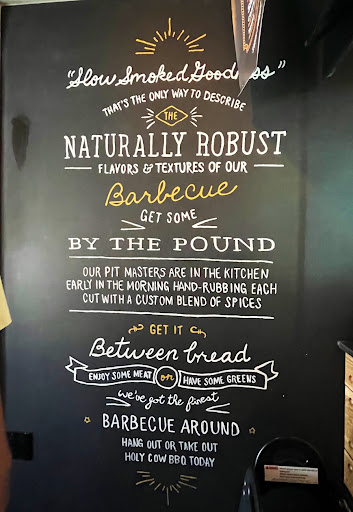 "Slow Smoked Goodness"
THAT'S THE ONLY WAY TO DESCRIBE
THE
NATURALLY ROBUST
FLAVORS & TEXTURES OF OUR
Barbecue
GET SOME
BY THE POUND
OUR PIT MASTERS ARE IN THE KITCHEN
EARLY IN THE MORNING HAND-RUBBING EACH
CUT WITH A CUSTOM BLEND OF SPICES
GET IT
Between bread
ENJOY SOME MEAT or HAVE SOME GREENS
we've got the finest
BARBECUE AROUND
HANG OUT OR TAKE OUT
HOLY COW BBQ TODAY